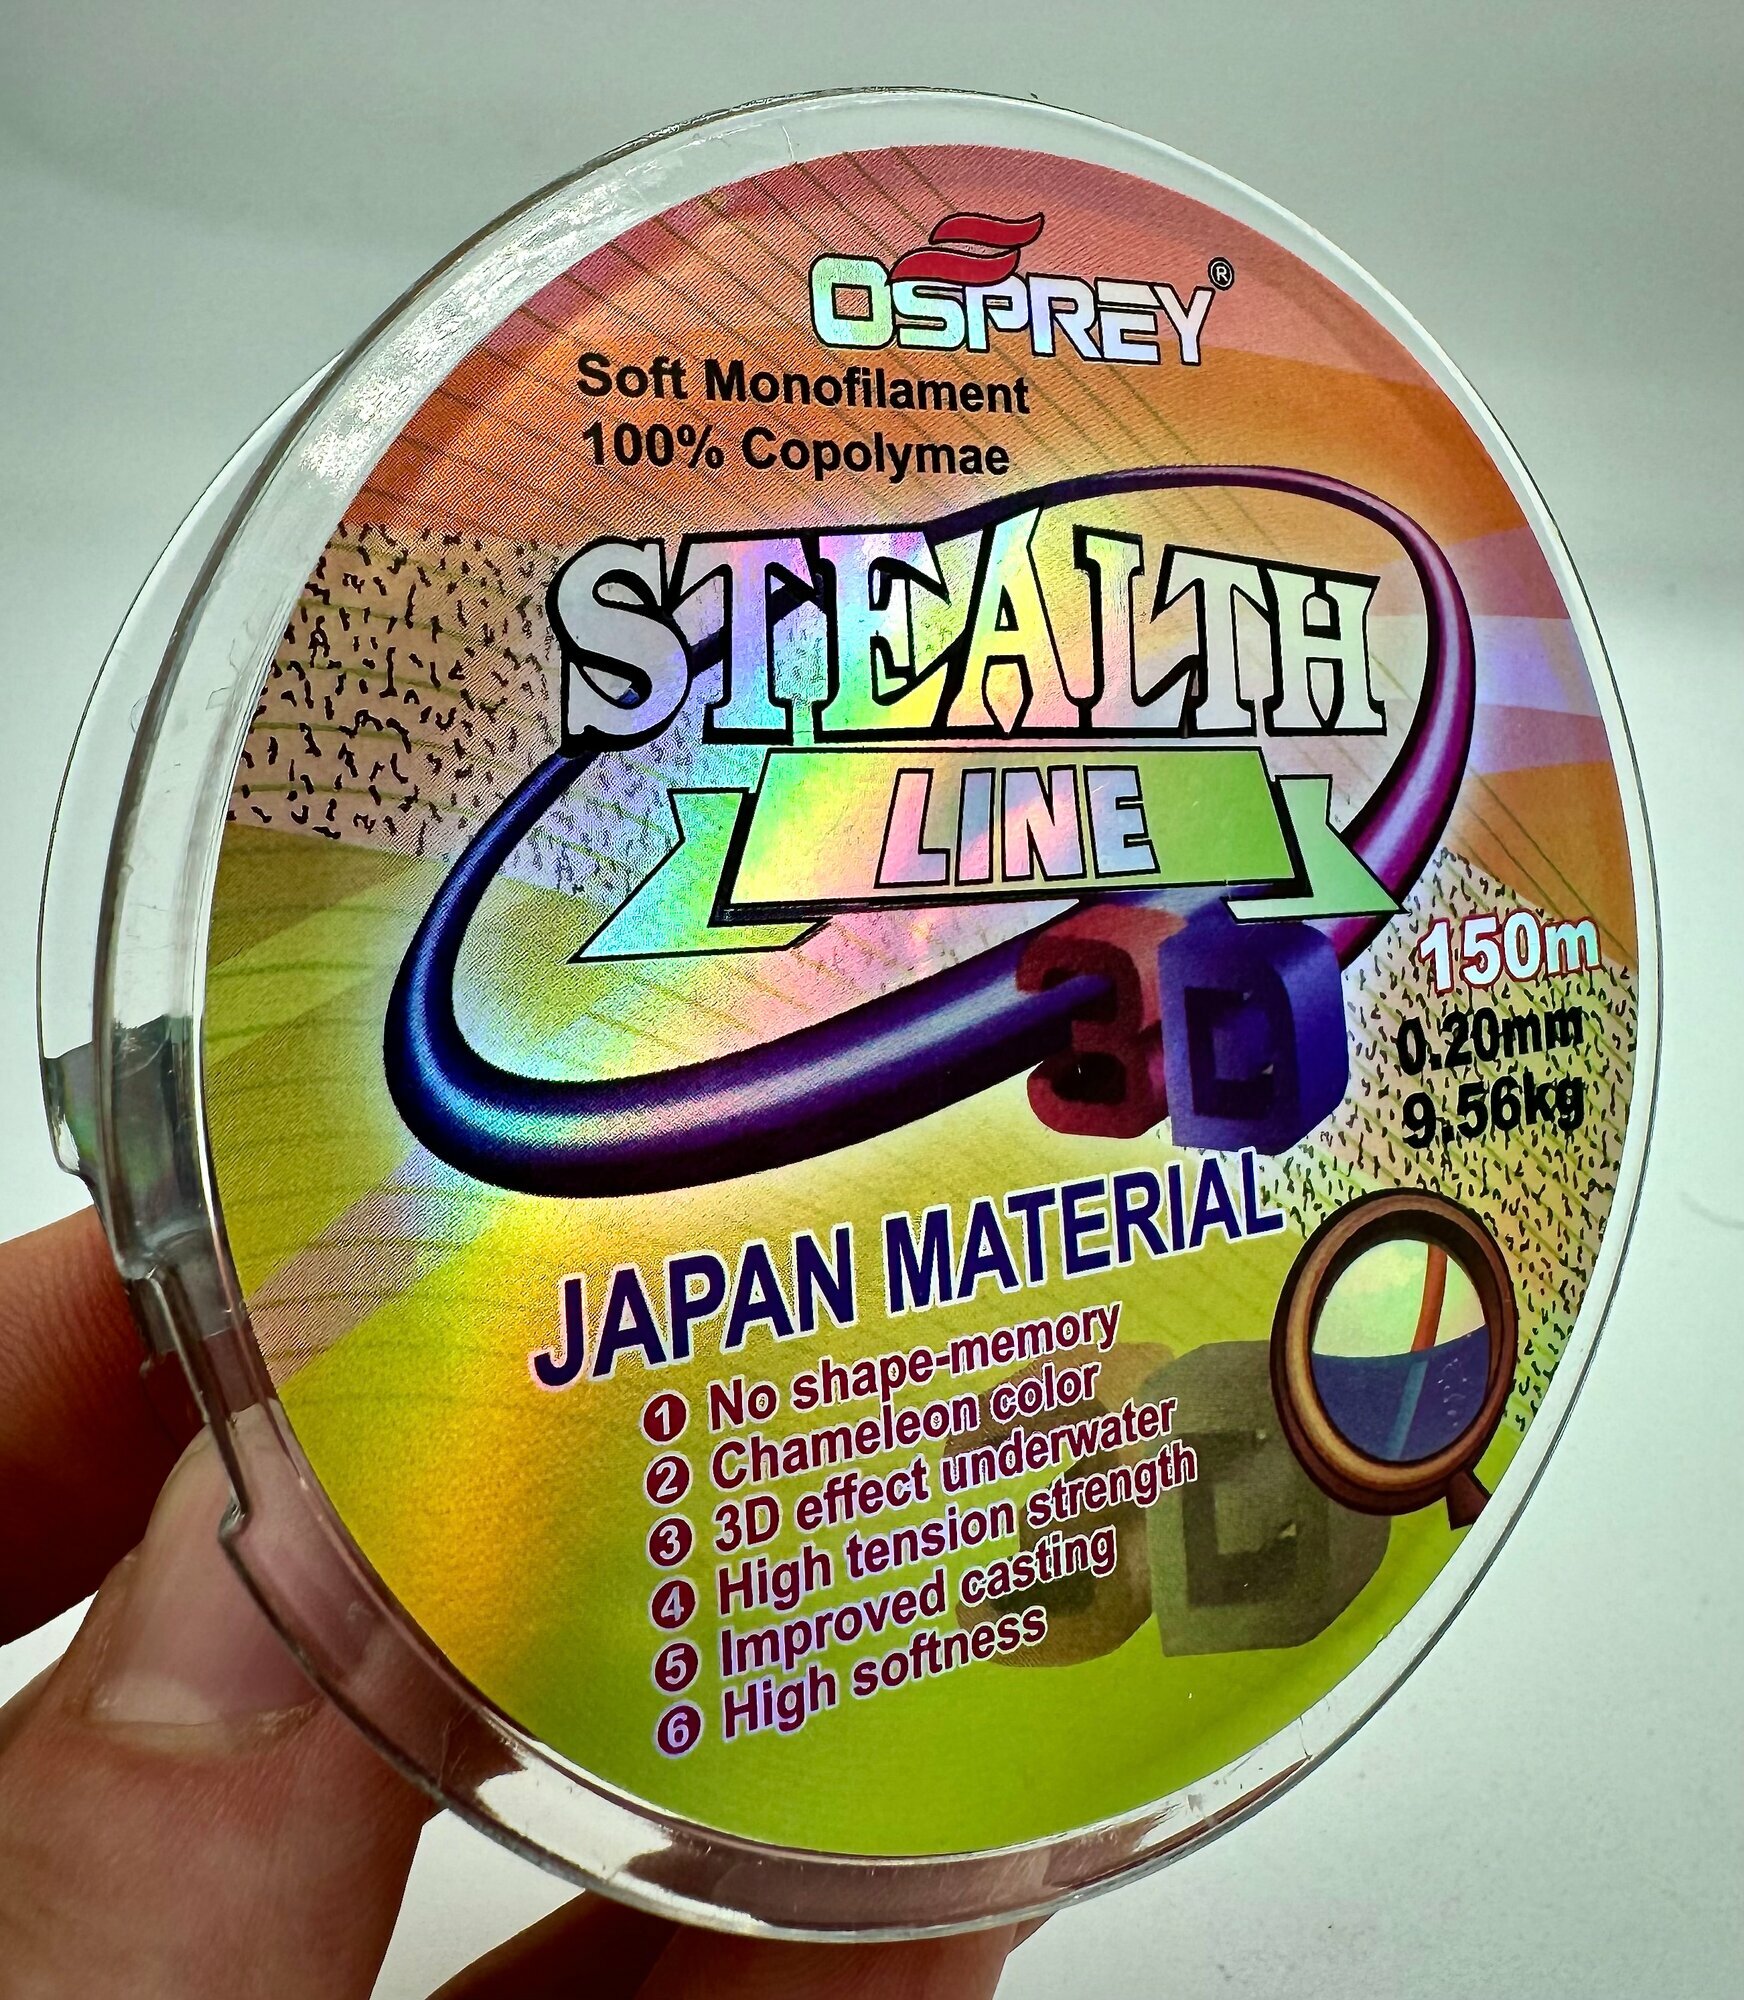 OSPREY®
Soft Monofilament
100% Copolymae
STEALTH
LINE
3D
150m
0.20mm
9.56kg
JAPAN MATERIAL
1 No shape-memory
2 Chameleon color
3 3D effect underwater
4 High tension strength
5 Improved casting
6 High softness
3D